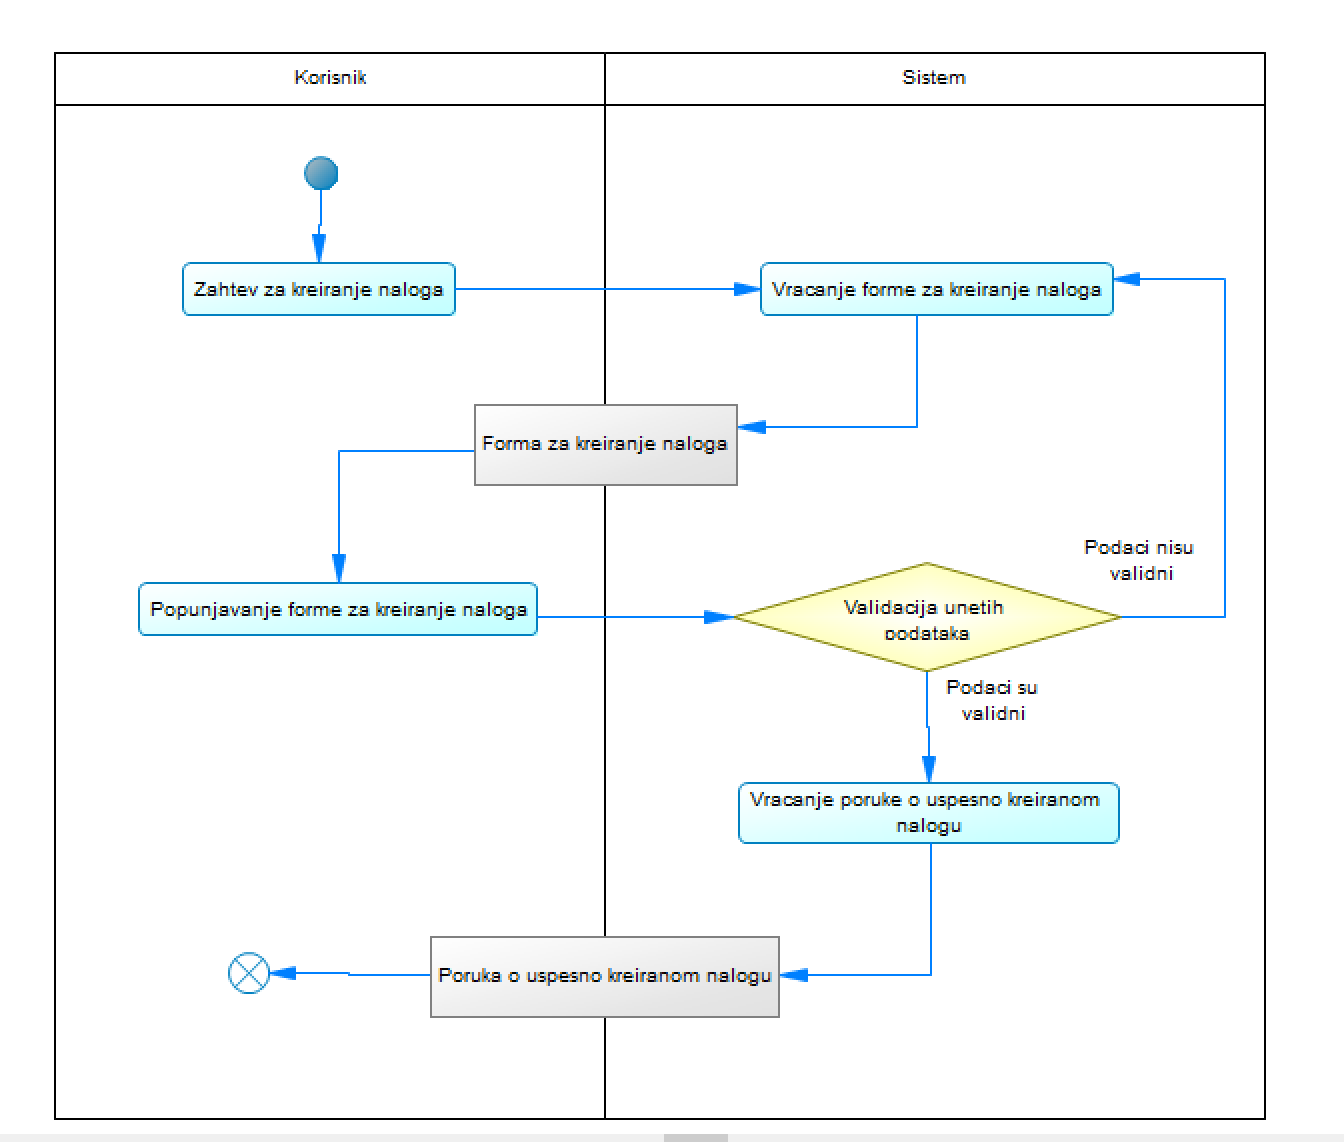 Korisnik
Sistem
Zahtev za kreiranje naloga
Vracanje forme za kreiranje naloga
Forma za kreiranje naloga
Podaci nisu
validni
Popunjavanje forme za kreiranje naloga
Validacija unetih
podataka
Podaci su
validni
Vracanje poruke o uspesno kreiranom
nalogu
Poruka o uspesno kreiranom nalogu